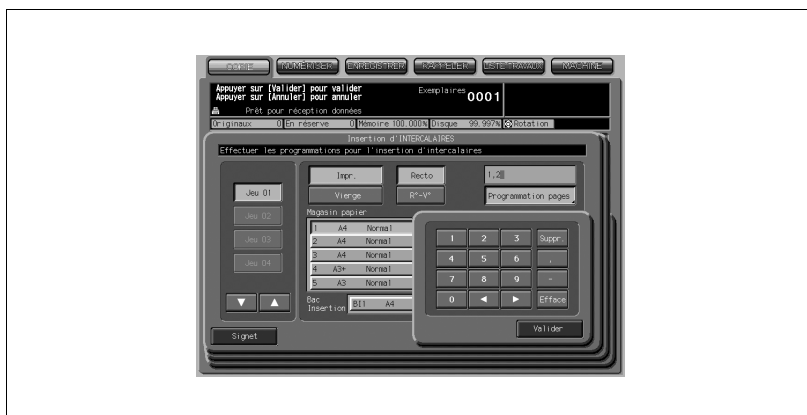 COPIE NUMÉRISER ENREGISTRER RAPPELER LISTE TRAVAUX MACHINE
Appuyer sur [Valider] pour valider
Appuyer sur [Annuler] pour annuler
Exemplaires 0001
Prêt pour réception données
Originaux 0 En réserve 0 Mémoire 100.000% Disque 99.997% Rotation
Insertion d'INTERCALAIRES
Effectuer les programmations pour l'insertion d'intercalaires
Impr. Recto 1,2
Jeu 01
Vierge R°-V° Programmation pages
Jeu 02
Magasin papier
1 A4 Normal
2 A4 Normal
3 A4 Normal
4 A3+ Normal
5 A3 Normal
Jeu 03
Jeu 04
1 2 3 Suppr.
4 5 6 ,
7 8 9 -
0 ◀ ▶ Efface
▼ ▲
Bac
Insertion BI1 A4
Valider
Signet